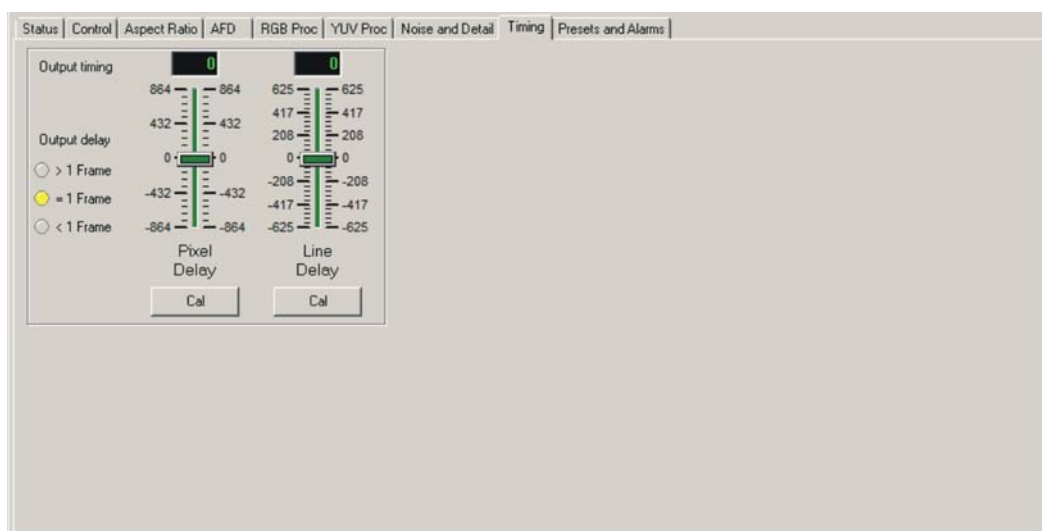 Status Control Aspect Ratio AFD RGB Proc YUV Proc Noise and Detail Timing Presets and Alarms
Output timing 0 0
864 864 625 625
417 417
432 432
208 208
Output delay
0 0 0 0
> 1 Frame
-208 -208
= 1 Frame -432 -432
-417 -417
< 1 Frame -864 -864 -625 -625
Pixel Line
Delay Delay
Cal Cal